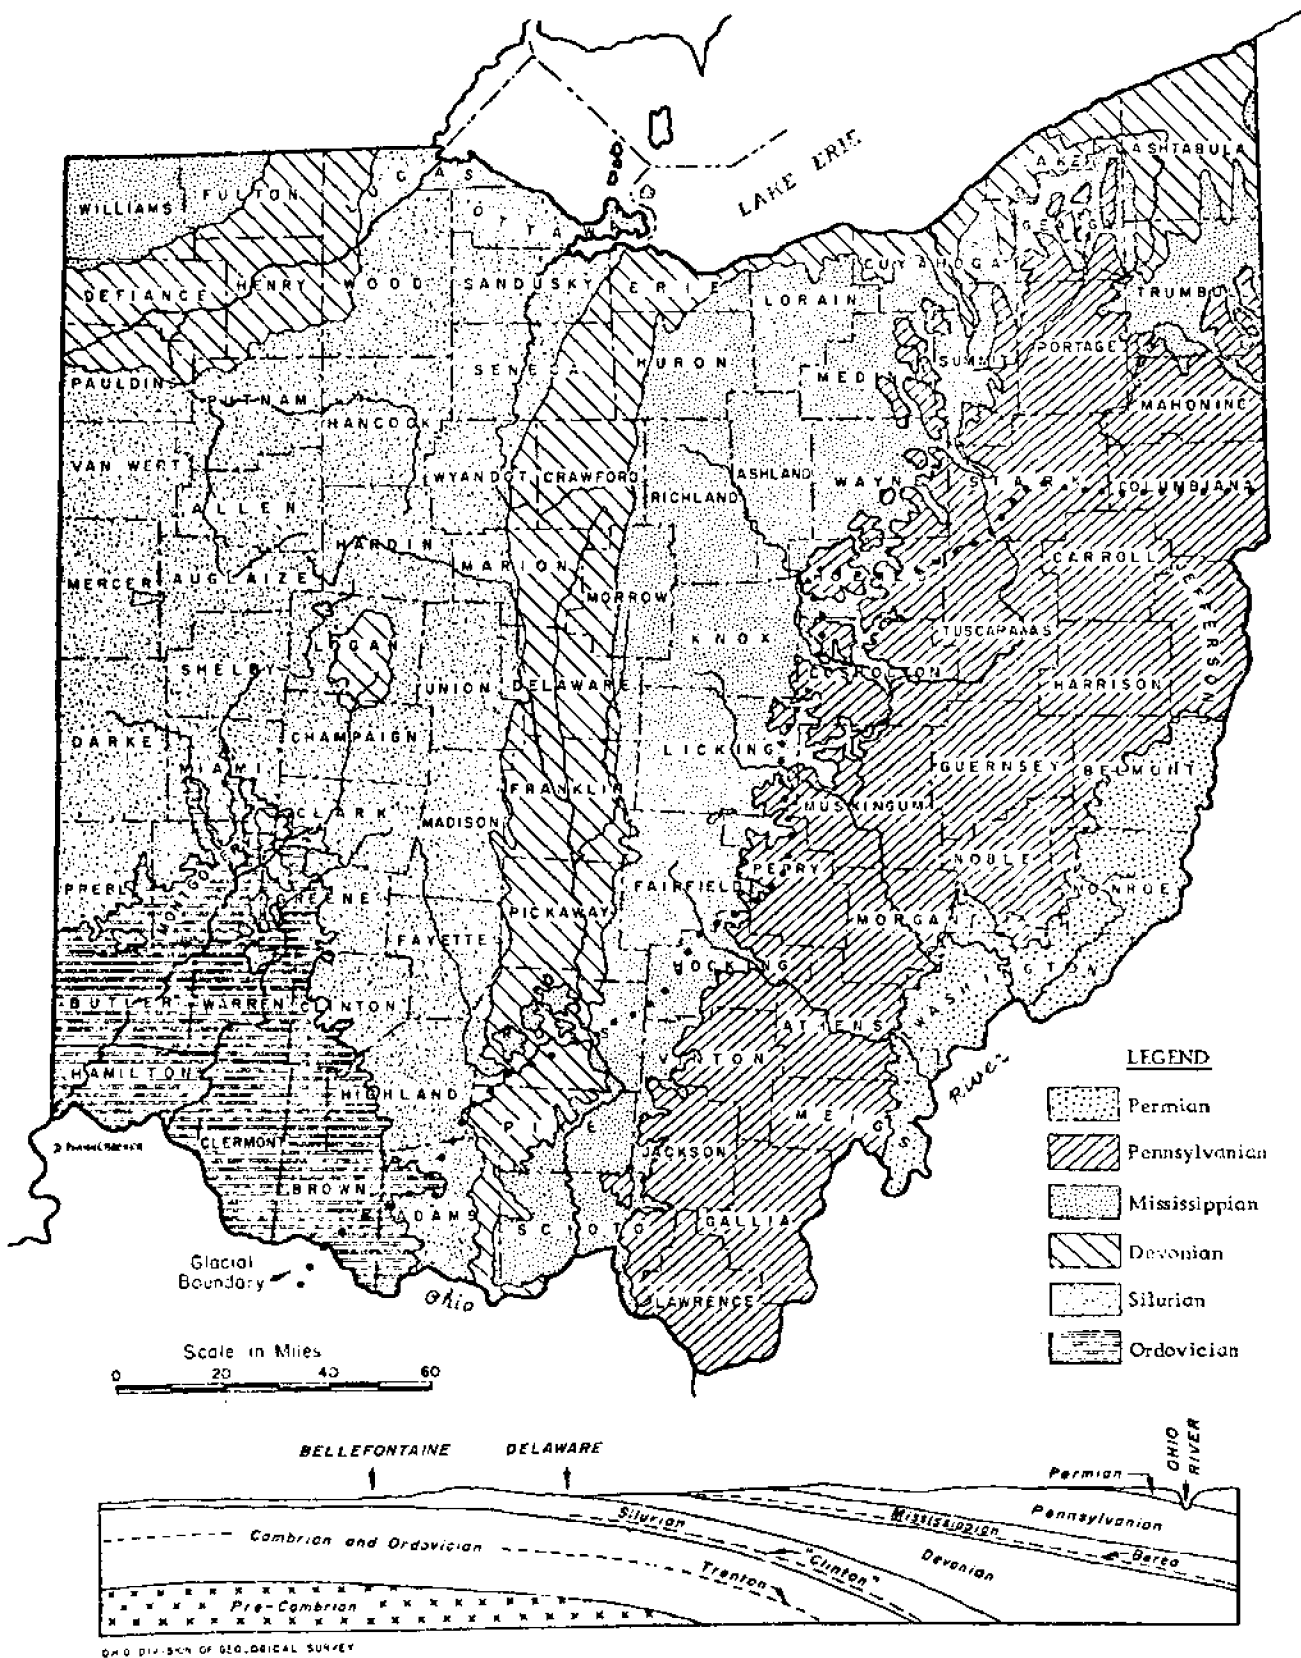 LAKE ERIE
WILLIAMS
FULTON
LUCAS
OTTAWA
ASHTABULA
LAKE
GEAUGA
DEFIANCE
HENRY
WOOD
SANDUSKY
ERIE
LORAIN
CUYAHOGA
TRUMBU
PAULDING
PUTNAM
SENECA
HURON
MEDIN
SUMMIT
PORTAGE
MAHONING
HANCOCK
VAN WERT
ALLEN
WYANDOT
CRAWFORD
RICHLAND
ASHLAND
WAYN
STARK
COLUMBIANA
MERCER
AUGLAIZE
HARDIN
MARION
MORROW
HOLMES
CARROLL
JEFFERSON
LOGAN
KNOX
TUSCARAWAS
SHELBY
UNION
DELAWARE
COSHOCTON
HARRISON
DARKE
MIAMI
CHAMPAIGN
LICKING
GUERNSEY
BELMONT
CLARK
MADISON
FRANKLIN
MUSKINGUM
PREBL
MONTGOMERY
GREENE
FAYETTE
PICKAWAY
FAIRFIELD
PERRY
NOBLE
MONROE
MORGAN
BUTLER
WARREN
CLINTON
ROSS
HOCKING
ATHENS
WASHINGTON
HAMILTON
HIGHLAND
VINTON
River
CLERMONT
PIKE
MEIGS
JACKSON
BROWN
ADAMS
SCIOTO
GALLIA
LAWRENCE
Glacial
Boundary
Ohio
LEGEND
Permian
Pennsylvanian
Mississippian
Devonian
Silurian
Ordovician
Scale in Miles
0 20 40 60
BELLEFONTAINE
DELAWARE
OHIO
RIVER
Permian
Silurian
Mississippian
Pennsylvanian
Cambrian and Ordovician
"Clinton"
Devonian
Berea
Trenton
Pre-Cambrian
OHIO DIVISION OF GEOLOGICAL SURVEY